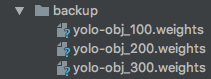 backup
yolo-obj_100.weights
yolo-obj_200.weights
yolo-obj_300.weights